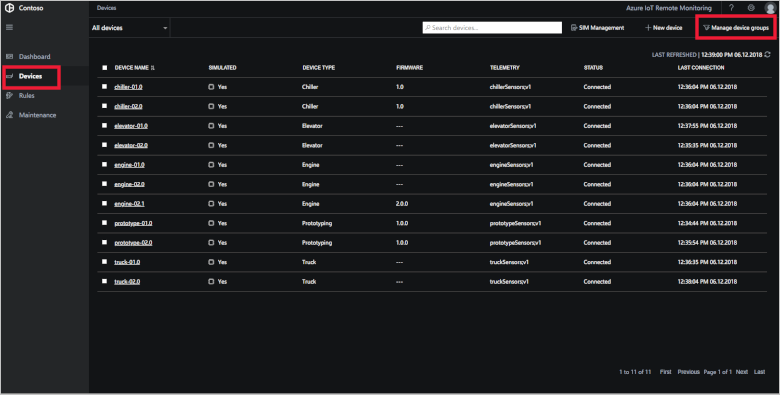 Contoso
Devices
Azure IoT Remote Monitoring
?
All devices
Search devices...
SIM Management
+ New device
Manage device groups
Dashboard
Devices
Rules
Maintenance
LAST REFRESHED | 12:39:00 PM 06.12.2018
DEVICE NAME SIMULATED DEVICE TYPE FIRMWARE TELEMETRY STATUS LAST CONNECTION
chiller-01.0 Yes Chiller 1.0 chillerSensors;v1 Connected 12:36:04 PM 06.12.2018
chiller-02.0 Yes Chiller 1.0 chillerSensors;v1 Connected 12:36:04 PM 06.12.2018
elevator-01.0 Yes Elevator --- elevatorSensors;v1 Connected 12:37:55 PM 06.12.2018
elevator-02.0 Yes Elevator --- elevatorSensors;v1 Connected 12:35:35 PM 06.12.2018
engine-01.0 Yes Engine --- engineSensors;v1 Connected 12:36:04 PM 06.12.2018
engine-02.0 Yes Engine --- engineSensors;v1 Connected 12:36:04 PM 06.12.2018
engine-02.1 Yes Engine 2.0.0 engineSensors;v1 Connected 12:36:04 PM 06.12.2018
prototype-01.0 Yes Prototyping 1.0.0 prototypeSensors;v1 Connected 12:34:44 PM 06.12.2018
prototype-02.0 Yes Prototyping 1.0.0 prototypeSensors;v1 Connected 12:35:54 PM 06.12.2018
truck-01.0 Yes Truck --- truckSensors;v1 Connected 12:36:35 PM 06.12.2018
truck-02.0 Yes Truck --- truckSensors;v1 Connected 12:38:04 PM 06.12.2018
1 to 11 of 11 First Previous Page 1 of 1 Next Last